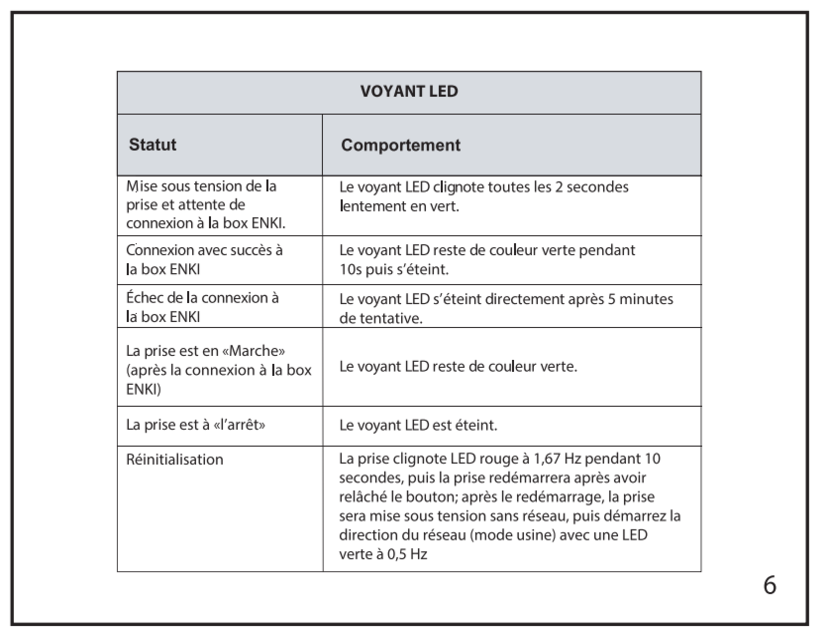 VOYANT LED
Statut
Comportement
Mise sous tension de la
prise et attente de
connexion à la box ENKI.
Le voyant LED clignote toutes les 2 secondes
lentement en vert.
Connexion avec succès à
la box ENKI
Le voyant LED reste de couleur verte pendant
10s puis s’éteint.
Échec de la connexion à
la box ENKI
Le voyant LED s’éteint directement après 5 minutes
de tentative.
La prise est en «Marche»
(après la connexion à la box
ENKI)
Le voyant LED reste de couleur verte.
La prise est à «l’arrêt»
Le voyant LED est éteint.
Réinitialisation
La prise clignote LED rouge à 1,67 Hz pendant 10
secondes, puis la prise redémarrera après avoir
relâché le bouton; après le redémarrage, la prise
sera mise sous tension sans réseau, puis démarrez la
direction du réseau (mode usine) avec une LED
verte à 0,5 Hz
6